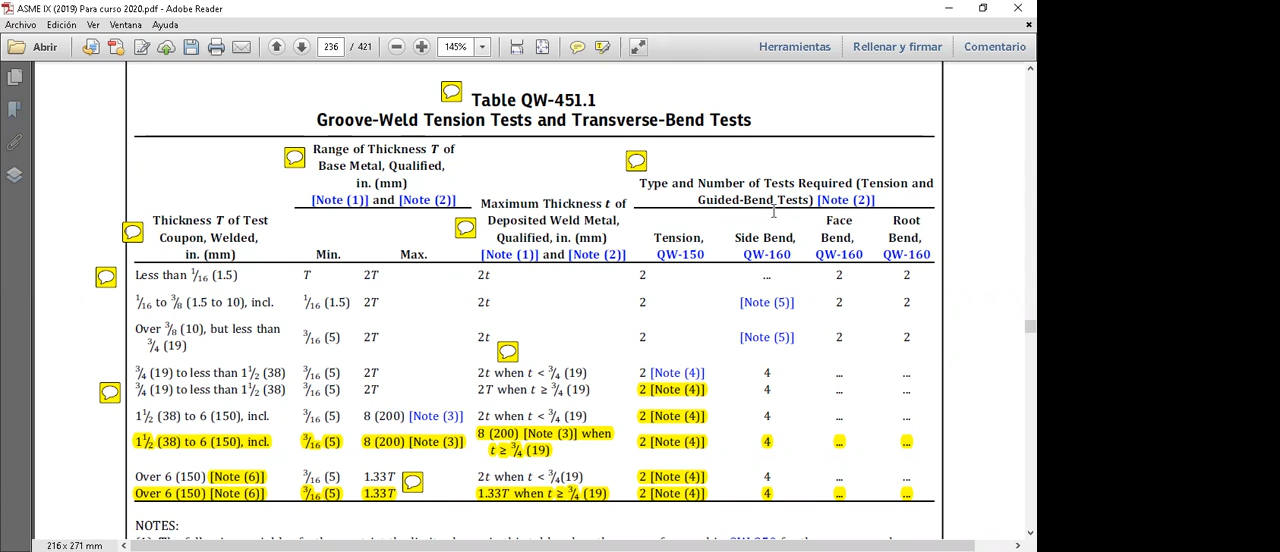 ASME IX (2019) Para curso 2020.pdf - Adobe Reader
Archivo Edición Ver Ventana Ayuda
Abrir 236 / 421 145% Herramientas Rellenar y firmar Comentario
Table QW-451.1
Groove-Weld Tension Tests and Transverse-Bend Tests
Thickness T of Test
Coupon, Welded,
in. (mm)
Range of Thickness T of
Base Metal, Qualified,
in. (mm)
[Note (1)] and [Note (2)]
Min. Max.
Maximum Thickness t of
Deposited Weld Metal,
Qualified, in. (mm)
[Note (1)] and [Note (2)]
Type and Number of Tests Required (Tension and
Guided-Bend Tests) [Note (2)]
Tension,
QW-150
Side Bend,
QW-160
Face
Bend,
QW-160
Root
Bend,
QW-160
Less than 1/16 (1.5) T 2T 2t 2 ... 2 2
1/16 to 3/8 (1.5 to 10), incl. 1/16 (1.5) 2T 2t 2 [Note (5)] 2 2
Over 3/8 (10), but less than
3/4 (19) 3/16 (5) 2T 2t 2 [Note (5)] 2 2
3/4 (19) to less than 1 1/2 (38) 3/16 (5) 2T 2t when t < 3/4 (19) 2 [Note (4)] 4 ... ...
3/4 (19) to less than 1 1/2 (38) 3/16 (5) 2T 2T when t ≥ 3/4 (19) 2 [Note (4)] 4 ... ...
1 1/2 (38) to 6 (150), incl. 3/16 (5) 8 (200) [Note (3)] 2t when t < 3/4 (19) 2 [Note (4)] 4 ... ...
1 1/2 (38) to 6 (150), incl. 3/16 (5) 8 (200) [Note (3)] 8 (200) [Note (3)] when
t ≥ 3/4 (19) 2 [Note (4)] 4 ... ...
Over 6 (150) [Note (6)] 3/16 (5) 1.33T 2t when t < 3/4(19) 2 [Note (4)] 4 ... ...
Over 6 (150) [Note (6)] 3/16 (5) 1.33T 1.33T when t ≥ 3/4 (19) 2 [Note (4)] 4 ... ...
NOTES:
216 x 271 mm